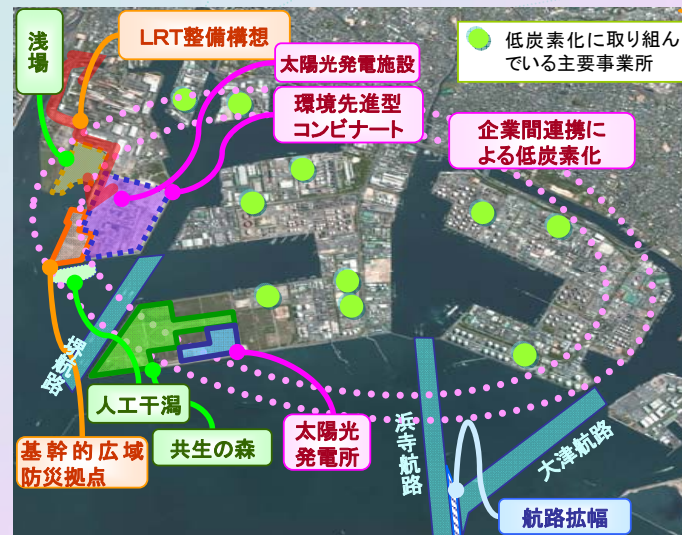 浅
場
LRT整備構想
低炭素化に取り組ん
でいる主要事業所
太陽光発電施設
環境先進型
コンビナート
企業間連携に
よる低炭素化
堺航路
人工干潟
共生の森
基幹的広域
防災拠点
太陽光
発電所
浜寺航路
大津航路
航路拡幅